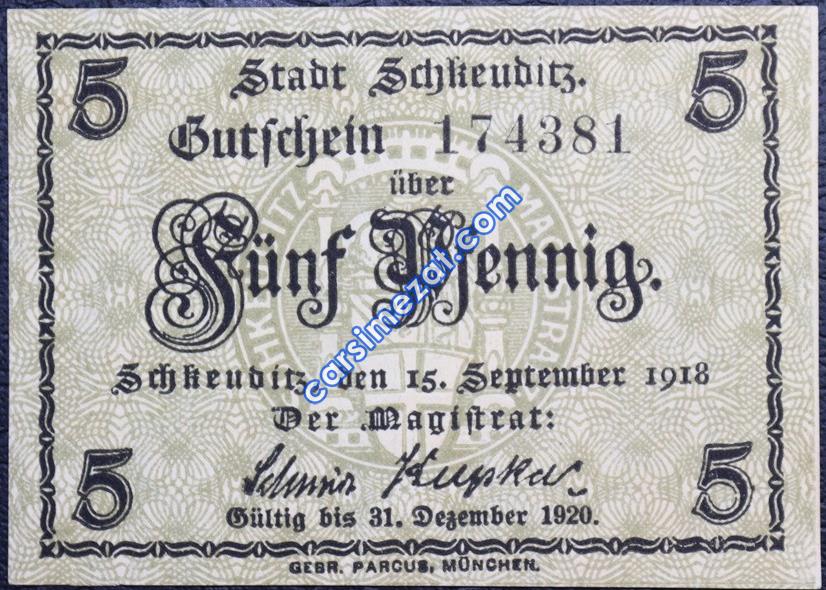 5 Stadt Schkeuditz. 5
Gutschein 174381
über
Fünf Pfennig.
Schkeuditz, den 15. September 1918
Der Magistrat:
Kupka
Gültig bis 31. Dezember 1920.
5 5
GEBR. PARCUS, MÜNCHEN.
carsimezat.com